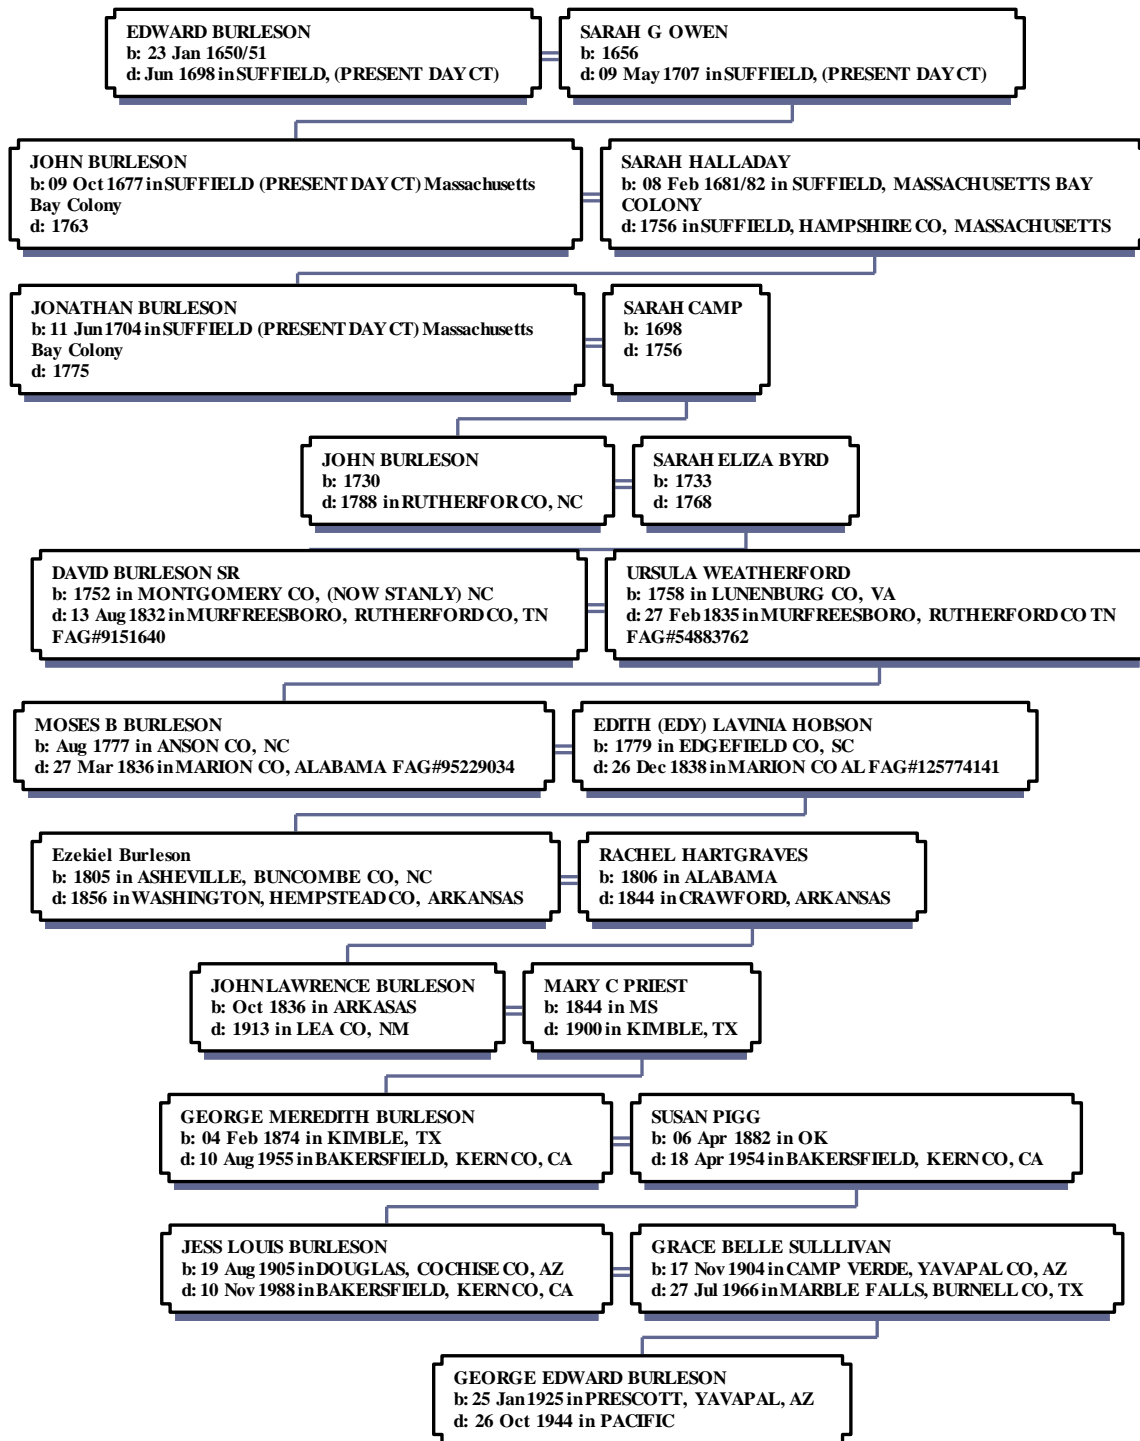 EDWARD BURLESON
b: 23 Jan 1650/51
d: Jun 1698 in SUFFIELD, (PRESENT DAY CT)
SARAH G OWEN
b: 1656
d: 09 May 1707 in SUFFIELD, (PRESENT DAY CT)
JOHN BURLESON
b: 09 Oct 1677 in SUFFIELD (PRESENT DAY CT) Massachusetts
Bay Colony
d: 1763
SARAH HALLADAY
b: 08 Feb 1681/82 in SUFFIELD, MASSACHUSETTS BAY
COLONY
d: 1756 in SUFFIELD, HAMPSHIRE CO, MASSACHUSETTS
JONATHAN BURLESON
b: 11 Jun 1704 in SUFFIELD (PRESENT DAY CT) Massachusetts
Bay Colony
d: 1775
SARAH CAMP
b: 1698
d: 1756
JOHN BURLESON
b: 1730
d: 1788 in RUTHERFOR CO, NC
SARAH ELIZA BYRD
b: 1733
d: 1768
DAVID BURLESON SR
b: 1752 in MONTGOMERY CO, (NOW STANLY) NC
d: 13 Aug 1832 in MURFREESBORO, RUTHERFORD CO, TN
FAG#9151640
URSULA WEATHERFORD
b: 1758 in LUNENBURG CO, VA
d: 27 Feb 1835 in MURFREESBORO, RUTHERFORD CO TN
FAG#54883762
MOSES B BURLESON
b: Aug 1777 in ANSON CO, NC
d: 27 Mar 1836 in MARION CO, ALABAMA FAG#95229034
EDITH (EDY) LAVINIA HOBSON
b: 1779 in EDGEFIELD CO, SC
d: 26 Dec 1838 in MARION CO AL FAG#125774141
Ezekiel Burleson
b: 1805 in ASHEVILLE, BUNCOMBE CO, NC
d: 1856 in WASHINGTON, HEMPSTEAD CO, ARKANSAS
RACHEL HARTGRAVES
b: 1806 in ALABAMA
d: 1844 in CRAWFORD, ARKANSAS
JOHN LAWRENCE BURLESON
b: Oct 1836 in ARKASAS
d: 1913 in LEA CO, NM
MARY C PRIEST
b: 1844 in MS
d: 1900 in KIMBLE, TX
GEORGE MEREDITH BURLESON
b: 04 Feb 1874 in KIMBLE, TX
d: 10 Aug 1955 in BAKERSFIELD, KERN CO, CA
SUSAN PIGG
b: 06 Apr 1882 in OK
d: 18 Apr 1954 in BAKERSFIELD, KERN CO, CA
JESS LOUIS BURLESON
b: 19 Aug 1905 in DOUGLAS, COCHISE CO, AZ
d: 10 Nov 1988 in BAKERSFIELD, KERN CO, CA
GRACE BELLE SULLLIVAN
b: 17 Nov 1904 in CAMP VERDE, YAVAPAL CO, AZ
d: 27 Jul 1966 in MARBLE FALLS, BURNELL CO, TX
GEORGE EDWARD BURLESON
b: 25 Jan 1925 in PRESCOTT, YAVAPAL, AZ
d: 26 Oct 1944 in PACIFIC